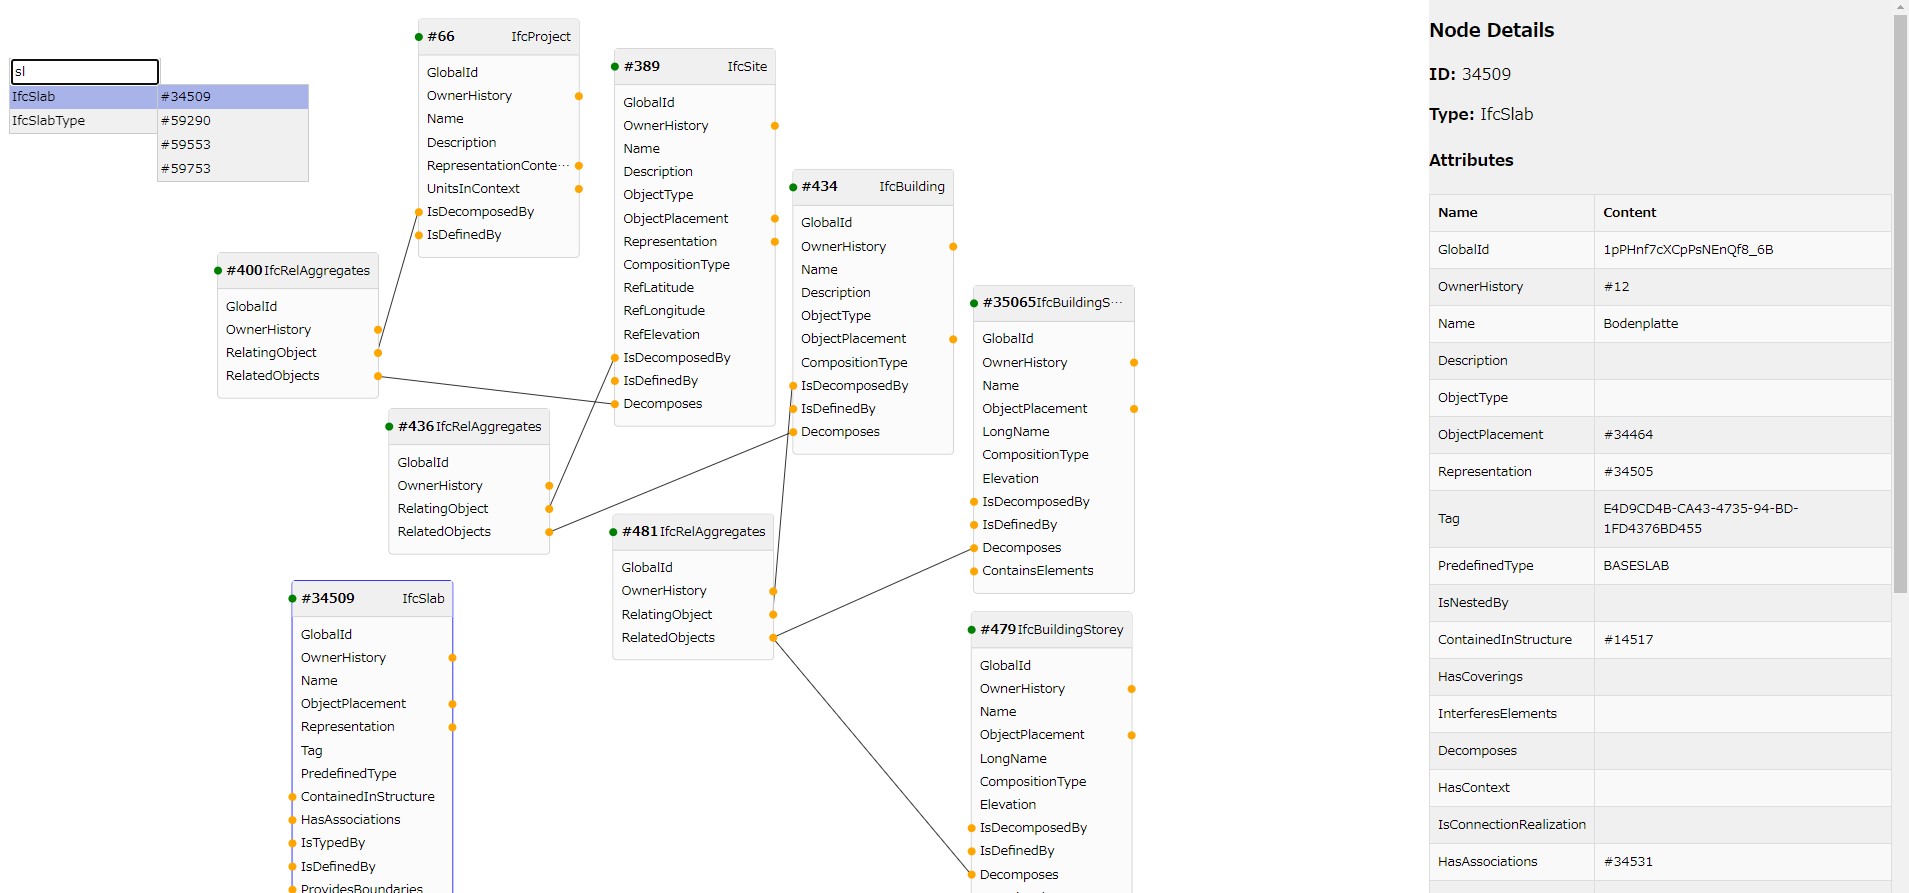 sl
IfcSlab #34509
IfcSlabType #59290
#59553
#59753
#66 IfcProject
GlobalId
OwnerHistory
Name
Description
RepresentationConte···
UnitsInContext
IsDecomposedBy
IsDefinedBy
#389 IfcSite
GlobalId
OwnerHistory
Name
Description
ObjectType
ObjectPlacement
Representation
CompositionType
RefLatitude
RefLongitude
RefElevation
IsDecomposedBy
IsDefinedBy
Decomposes
#434 IfcBuilding
GlobalId
OwnerHistory
Name
Description
ObjectType
ObjectPlacement
CompositionType
IsDecomposedBy
IsDefinedBy
Decomposes
#400 IfcRelAggregates
GlobalId
OwnerHistory
RelatingObject
RelatedObjects
#436 IfcRelAggregates
GlobalId
OwnerHistory
RelatingObject
RelatedObjects
#35065 IfcBuildingS···
GlobalId
OwnerHistory
Name
ObjectPlacement
LongName
CompositionType
Elevation
IsDecomposedBy
IsDefinedBy
Decomposes
ContainsElements
#481 IfcRelAggregates
GlobalId
OwnerHistory
RelatingObject
RelatedObjects
#34509 IfcSlab
GlobalId
OwnerHistory
Name
ObjectPlacement
Representation
Tag
PredefinedType
ContainedInStructure
HasAssociations
IsTypedBy
IsDefinedBy
ProvidesBoundaries
#479 IfcBuildingStorey
GlobalId
OwnerHistory
Name
ObjectPlacement
LongName
CompositionType
Elevation
IsDecomposedBy
IsDefinedBy
Decomposes
Node Details
ID: 34509
Type: IfcSlab
Attributes
Name Content
GlobalId 1pPHnf7cXCpPsNEnQf8_6B
OwnerHistory #12
Name Bodenplatte
Description
ObjectType
ObjectPlacement #34464
Representation #34505
Tag E4D9CD4B-CA43-4735-94-BD-
1FD4376BD455
PredefinedType BASESLAB
IsNestedBy
ContainedInStructure #14517
HasCoverings
InterferesElements
Decomposes
HasContext
IsConnectionRealization
HasAssociations #34531